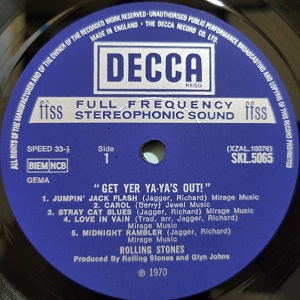 ALL RIGHTS OF THE MANUFACTURER AND OF THE OWNER OF THE RECORDED WORK RESERVED. UNAUTHORISED PUBLIC PERFORMANCE BROADCASTING AND COPYING OF THIS RECORD PROHIBITED
MADE IN ENGLAND. THE DECCA RECORD CO. LTD.
DECCA
REGD
ffss FULL FREQUENCY ffss
STEREOPHONIC SOUND
SPEED 33-⅓
Side
1
(XZAL.10076)
SKL.5065
BIEM NCB
GEMA
"GET YER YA-YA'S OUT!"
1. JUMPIN' JACK FLASH (Jagger, Richard) Mirage Music
2. CAROL (Berry) Jewel Music
3. STRAY CAT BLUES (Jagger, Richard) Mirage Music
4. LOVE IN VAIN (Trad. arr. Jagger, Richard) Mirage Music
5. MIDNIGHT RAMBLER (Jagger, Richard) Mirage Music
ROLLING STONES
Produced By Rolling Stones and Glyn Johns
Ⓟ 1970